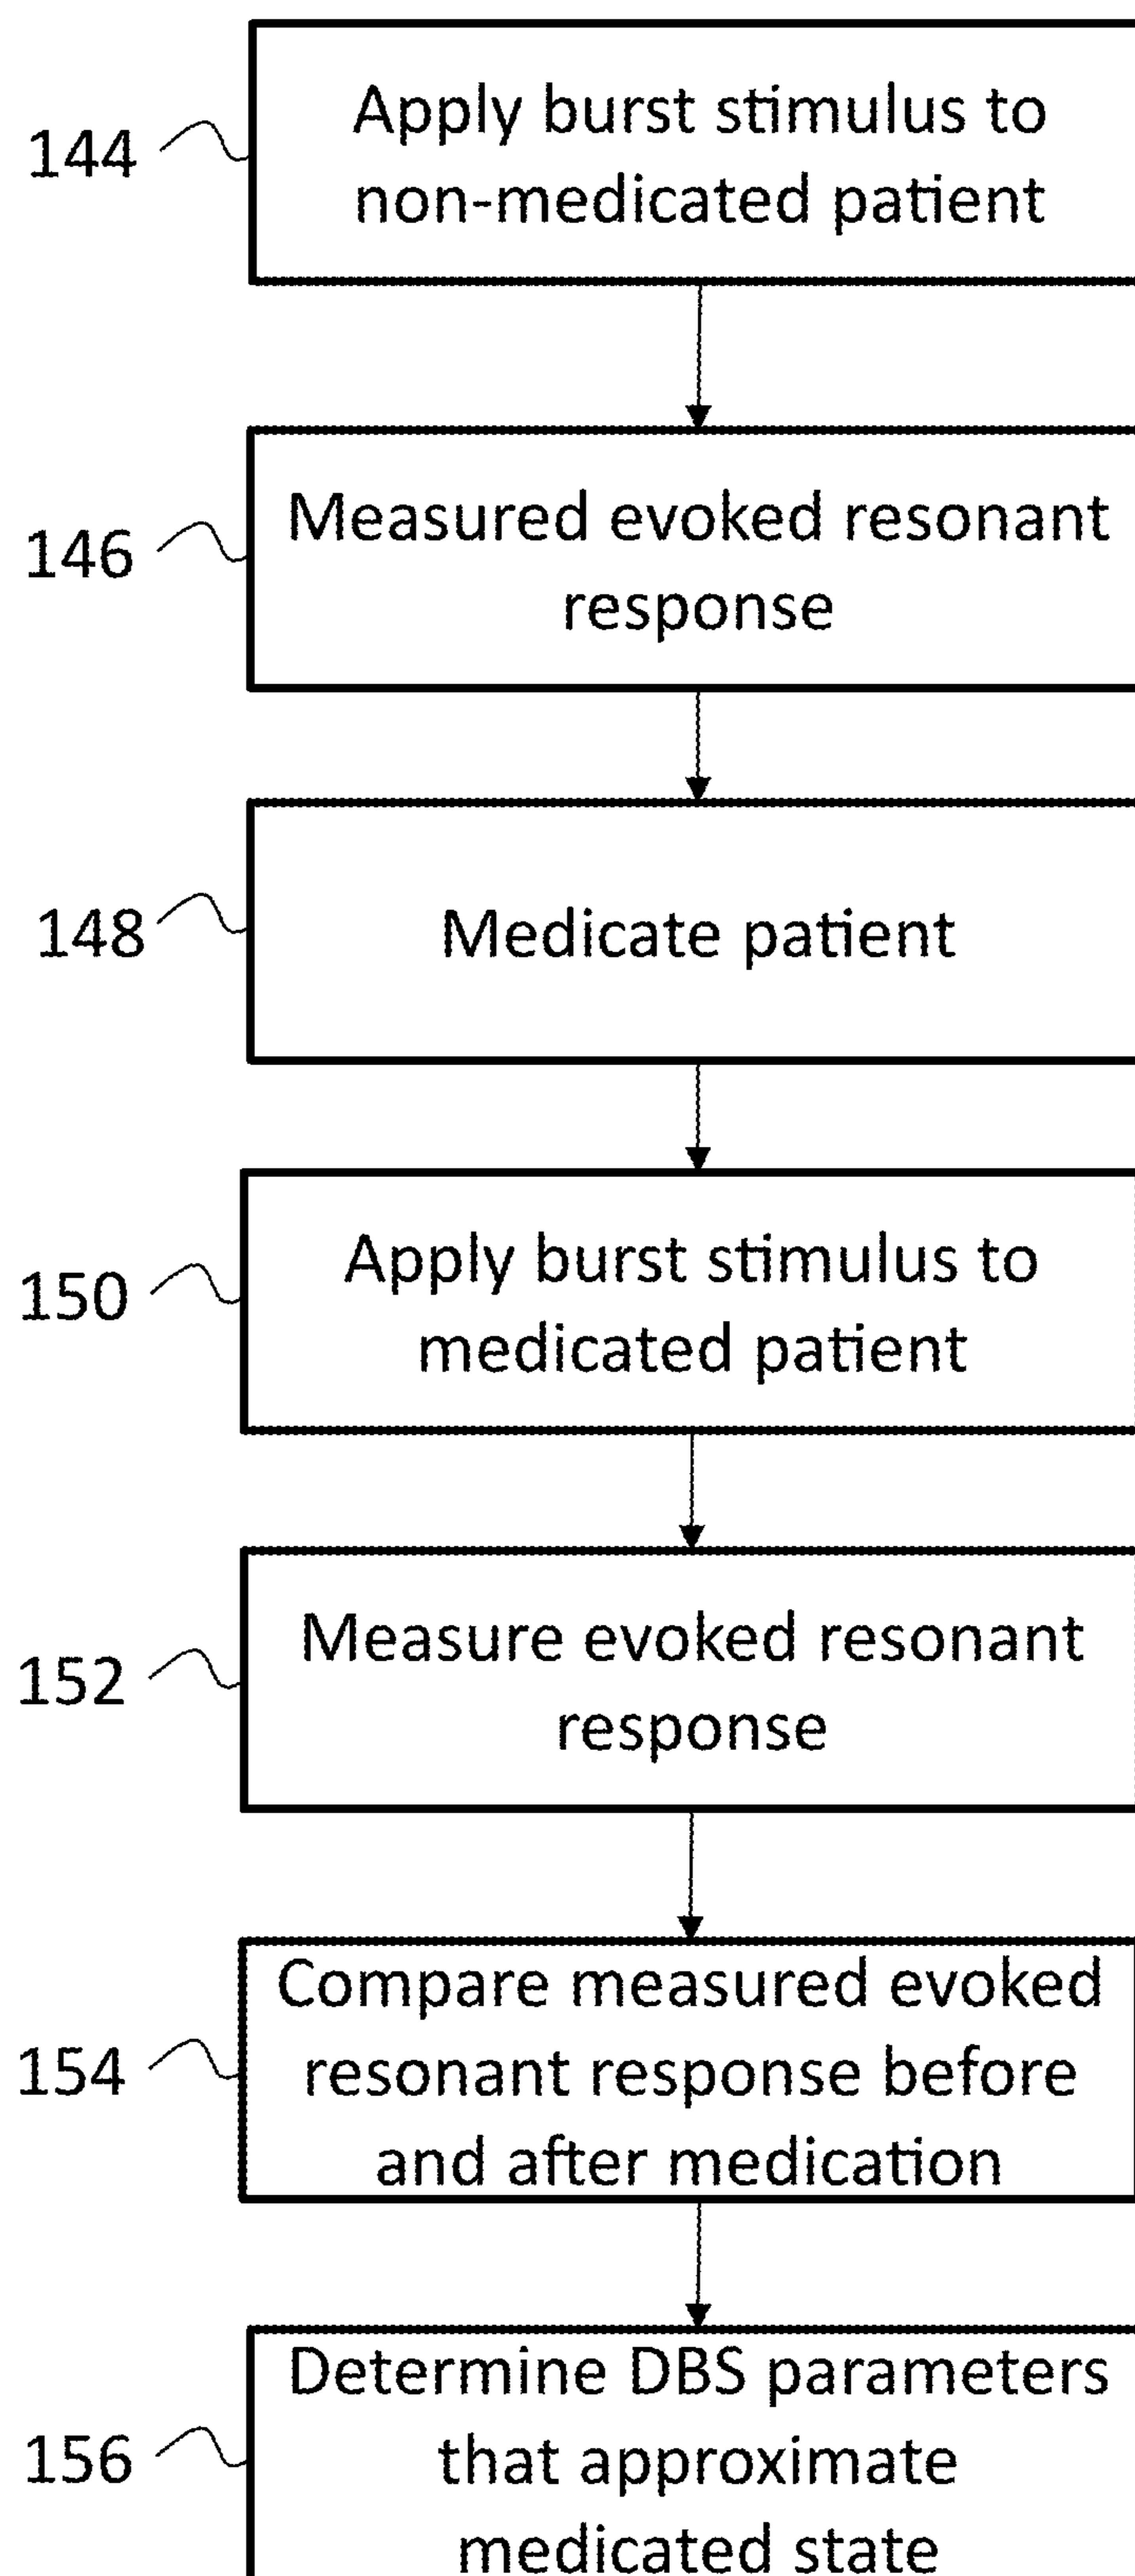 144
Apply burst stimulus to
non-medicated patient
146
Measured evoked resonant
response
148
Medicate patient
150
Apply burst stimulus to
medicated patient
152
Measure evoked resonant
response
154
Compare measured evoked
resonant response before
and after medication
156
Determine DBS parameters
that approximate
medicated state